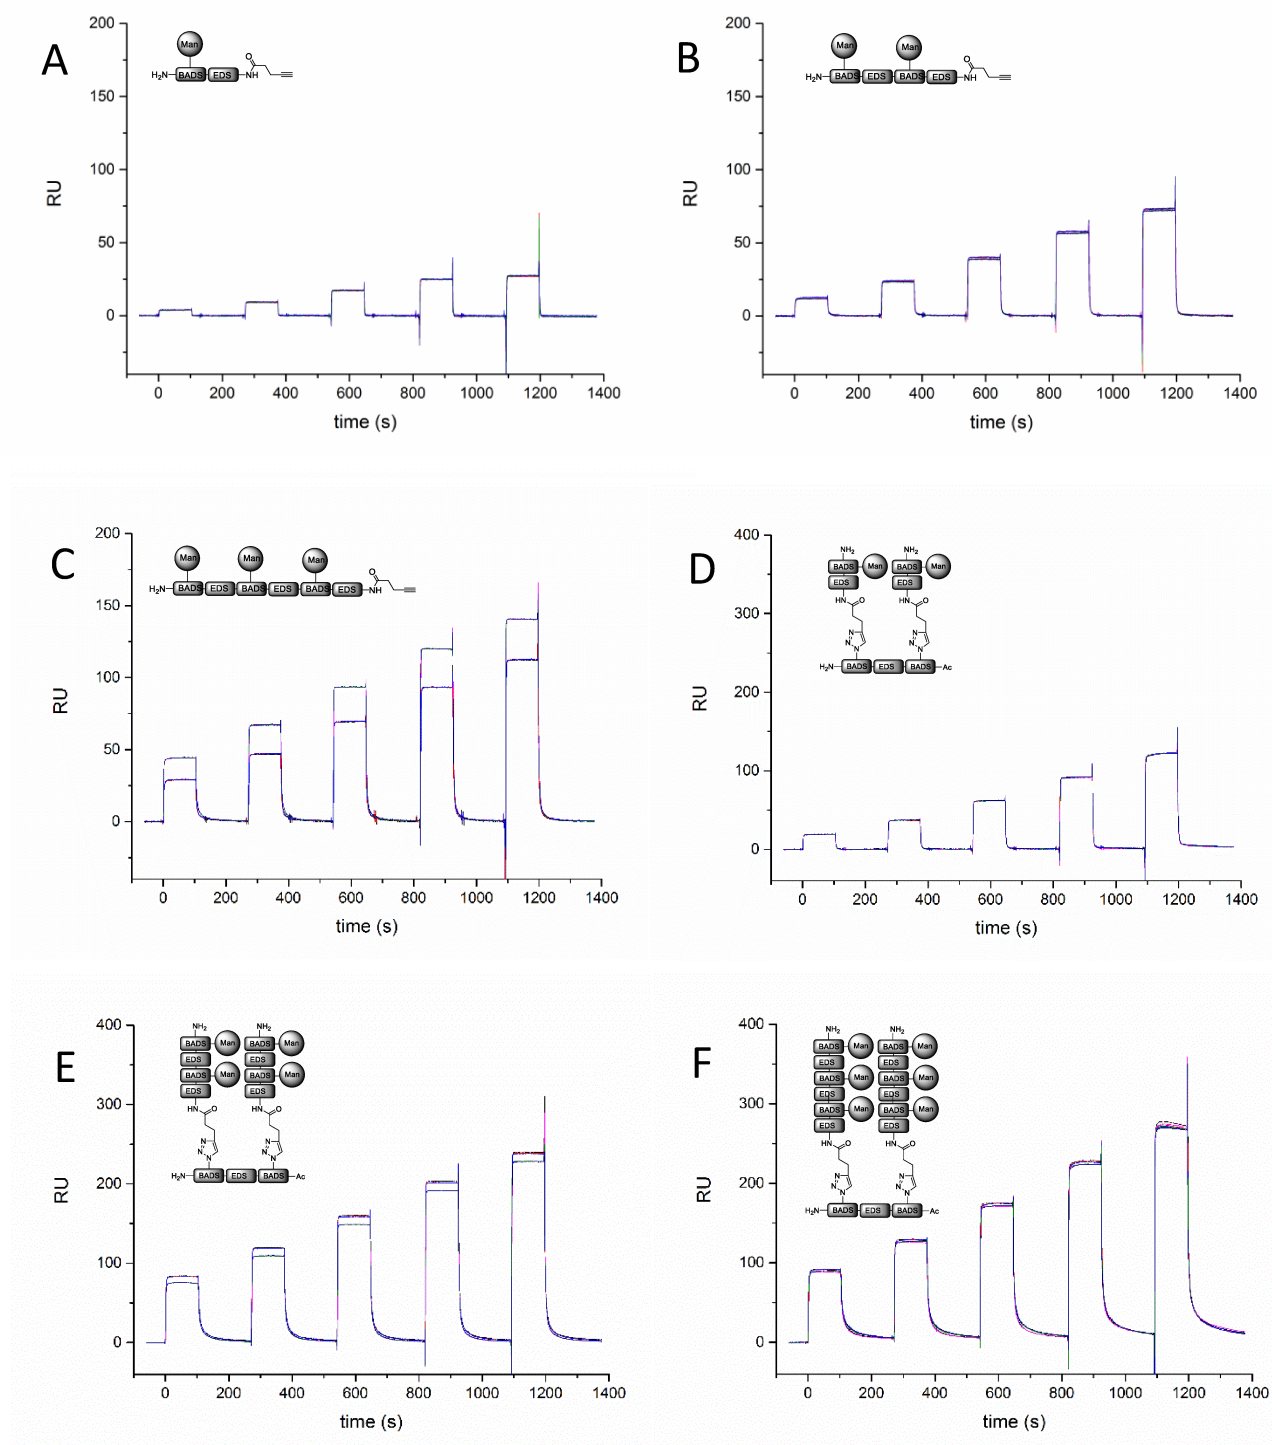 A
Man
H₂N BADS EDS NH O
200
150
100
50
0
RU
0 200 400 600 800 1000 1200 1400
time (s)
B
Man Man
H₂N BADS EDS BADS EDS NH O
200
150
100
50
0
RU
0 200 400 600 800 1000 1200 1400
time (s)
C
Man Man Man
H₂N BADS EDS BADS EDS BADS EDS NH O
200
150
100
50
0
RU
0 200 400 600 800 1000 1200 1400
time (s)
D
NH₂ NH₂
BADS Man BADS Man
EDS EDS
HN O HN O
N N
N N
N N
H₂N BADS EDS BADS Ac
400
300
200
100
0
RU
0 200 400 600 800 1000 1200 1400
time (s)
E
NH₂ NH₂
BADS Man BADS Man
EDS EDS
BADS Man BADS Man
EDS EDS
HN O HN O
N N
N N
N N
H₂N BADS EDS BADS Ac
400
300
200
100
0
RU
0 200 400 600 800 1000 1200 1400
time (s)
F
NH₂ NH₂
BADS Man BADS Man
EDS EDS
BADS Man BADS Man
EDS EDS
BADS Man BADS Man
EDS EDS
HN O HN O
N N
N N
N N
H₂N BADS EDS BADS Ac
400
300
200
100
0
RU
0 200 400 600 800 1000 1200 1400
time (s)